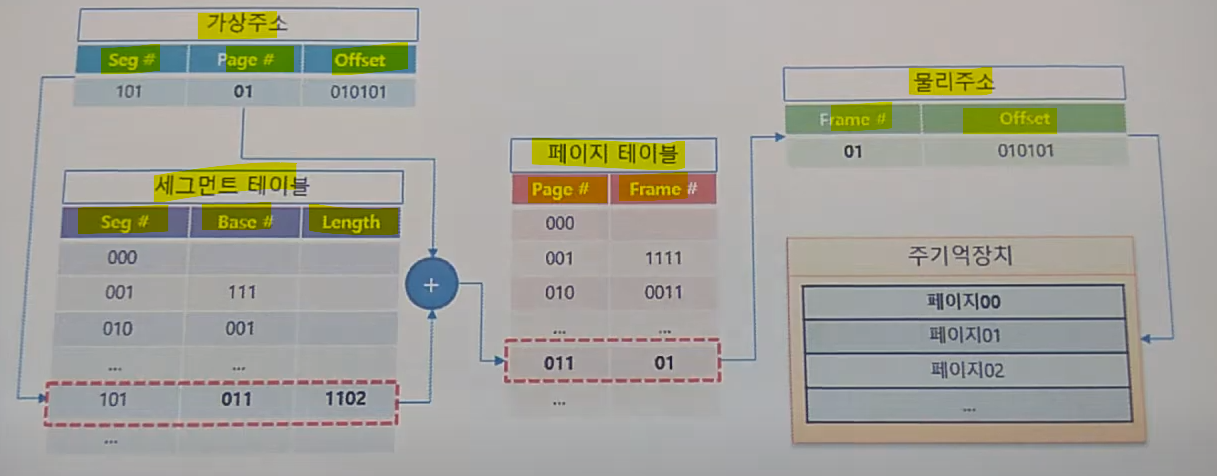 가상주소
Seg # Page # Offset
101 01 010101
세그먼트 테이블
Seg # Base # Length
000
001 111
010 001
... ...
101 011 1102
...
+
페이지 테이블
Page # Frame #
000
001 1111
010 0011
... ...
011 01
...
물리주소
Frame # Offset
01 010101
주기억장치
페이지00
페이지01
페이지02
...